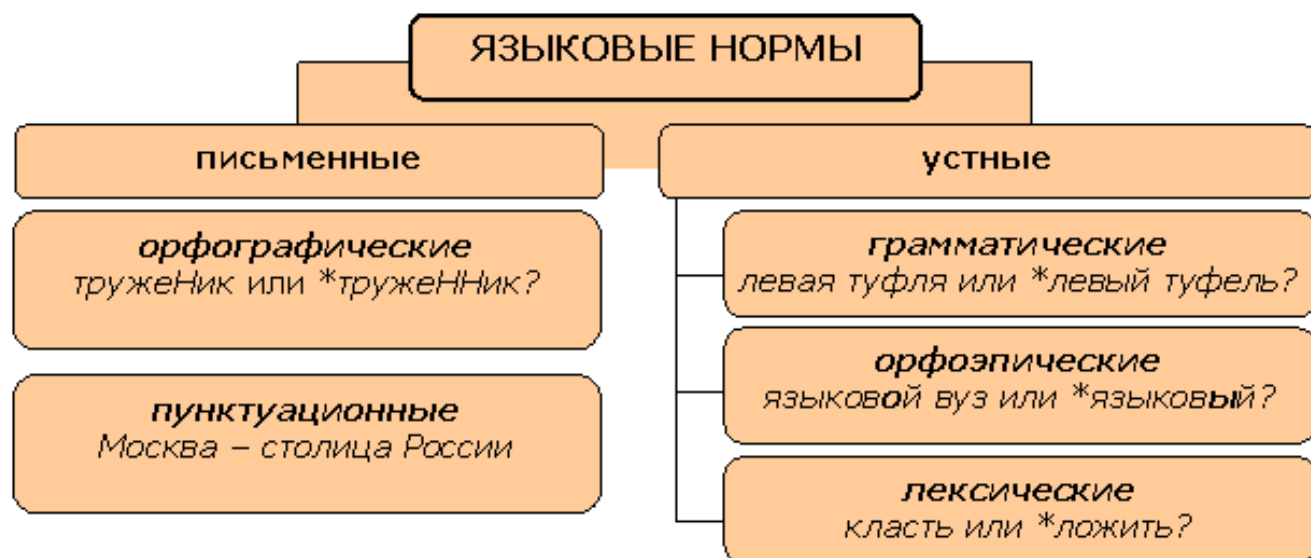 ЯЗЫКОВЫЕ НОРМЫ
письменные
орфографические
тружеНик или *тружеННик?
пунктуационные
Москва – столица России
устные
грамматические
левая туфля или *левый туфель?
орфоэпические
языковой вуз или *языковый?
лексические
класть или *ложить?